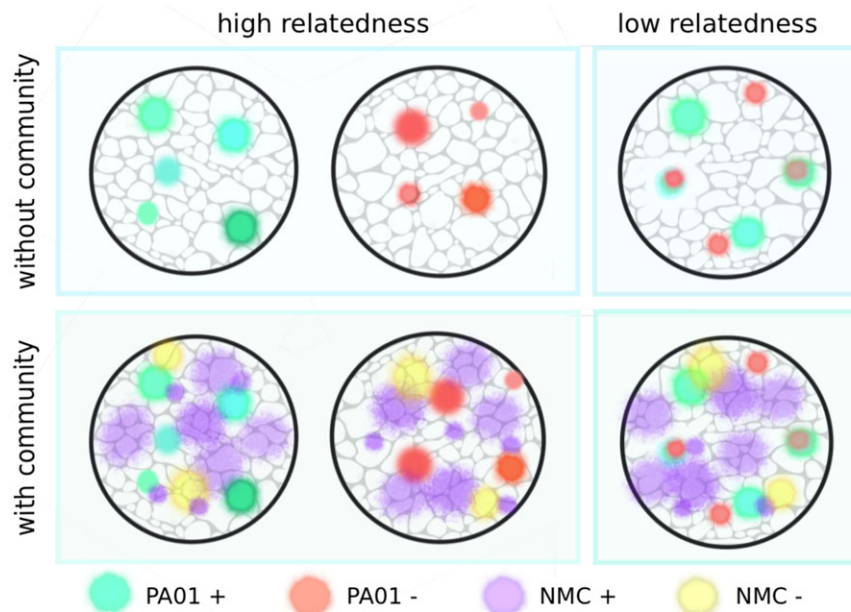 high relatedness
low relatedness
without community
with community
PA01 +
PA01 -
NMC +
NMC -